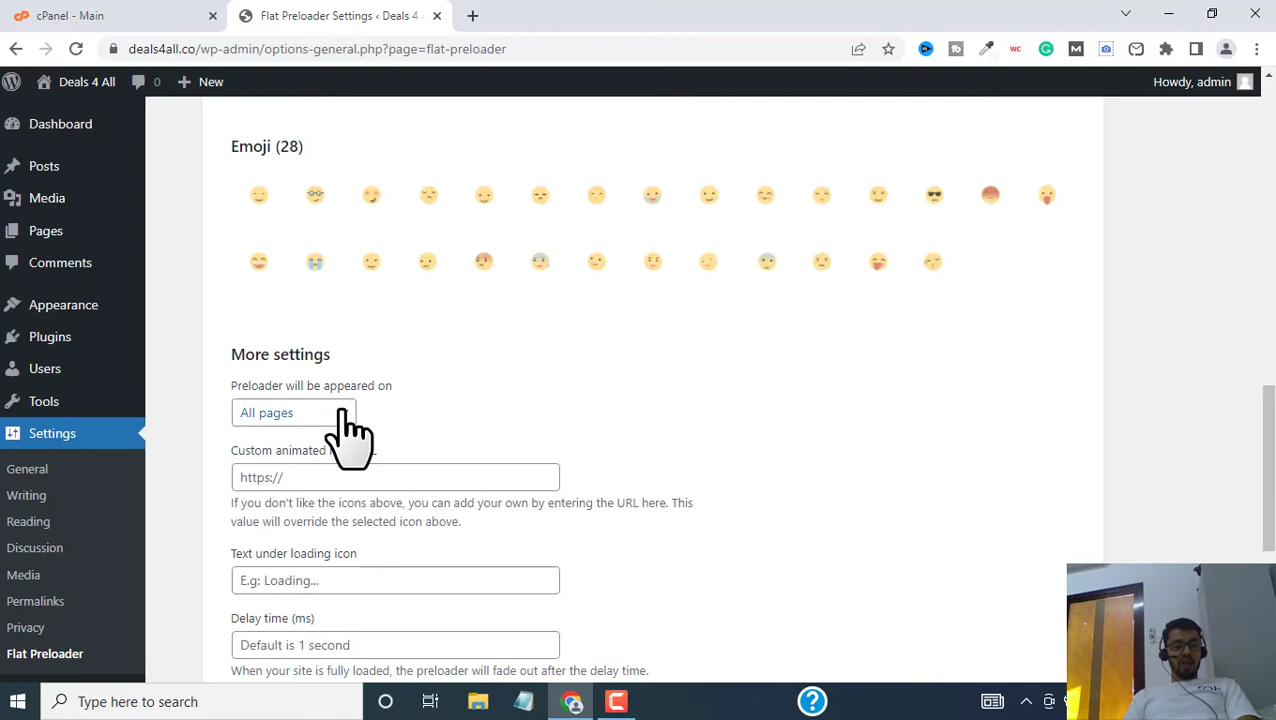 cPanel - Main
Flat Preloader Settings ‹ Deals 4
deals4all.co/wp-admin/options-general.php?page=flat-preloader
Deals 4 All
0
New
Howdy, admin
Dashboard
Posts
Media
Pages
Comments
Appearance
Plugins
Users
Tools
Settings
General
Writing
Reading
Discussion
Media
Permalinks
Privacy
Flat Preloader
Emoji (28)
More settings
Preloader will be appeared on
All pages
Custom animated
https://
If you don't like the icons above, you can add your own by entering the URL here. This
value will override the selected icon above.
Text under loading icon
E.g: Loading...
Delay time (ms)
Default is 1 second
When your site is fully loaded, the preloader will fade out after the delay time.
Type here to search